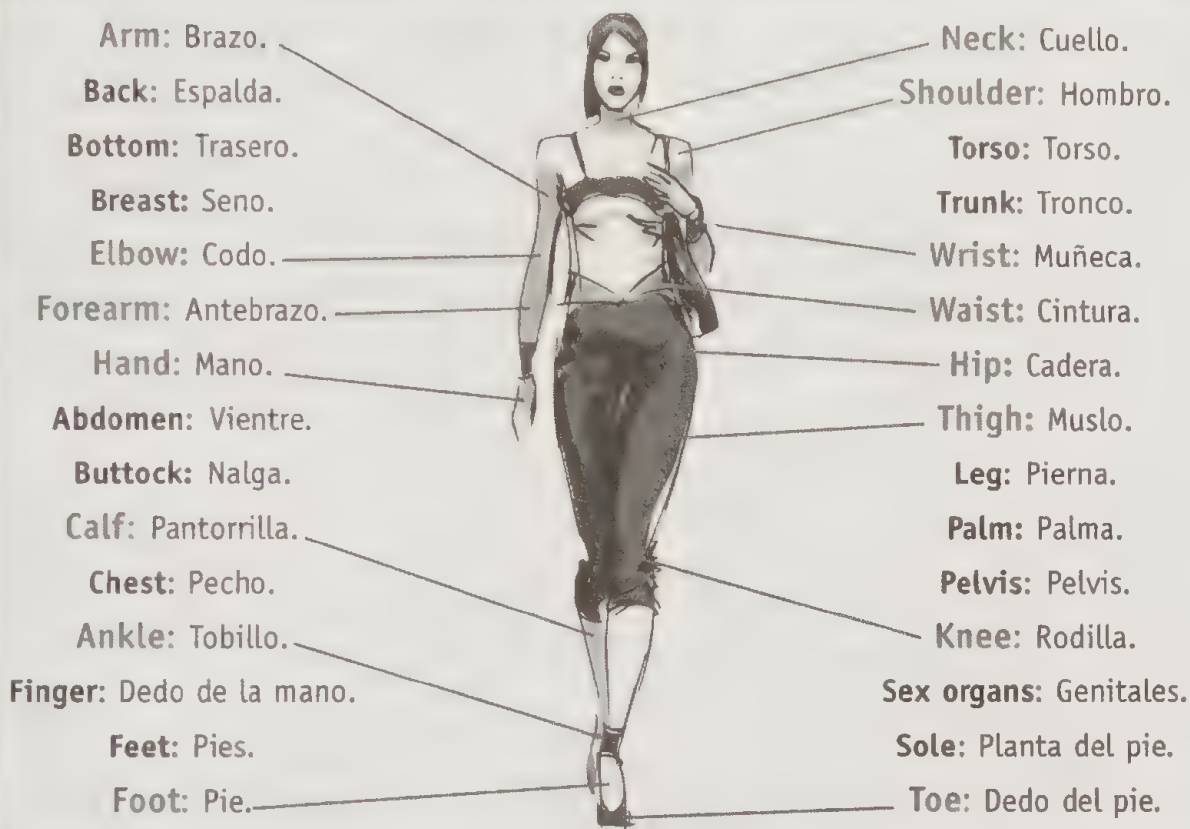 Arm: Brazo.
Back: Espalda.
Bottom: Trasero.
Breast: Seno.
Elbow: Codo.
Forearm: Antebrazo.
Hand: Mano.
Abdomen: Vientre.
Buttock: Nalga.
Calf: Pantorrilla.
Chest: Pecho.
Ankle: Tobillo.
Finger: Dedo de la mano.
Feet: Pies.
Foot: Pie.
Neck: Cuello.
Shoulder: Hombro.
Torso: Torso.
Trunk: Tronco.
Wrist: Muñeca.
Waist: Cintura.
Hip: Cadera.
Thigh: Muslo.
Leg: Pierna.
Palm: Palma.
Pelvis: Pelvis.
Knee: Rodilla.
Sex organs: Genitales.
Sole: Planta del pie.
Toe: Dedo del pie.